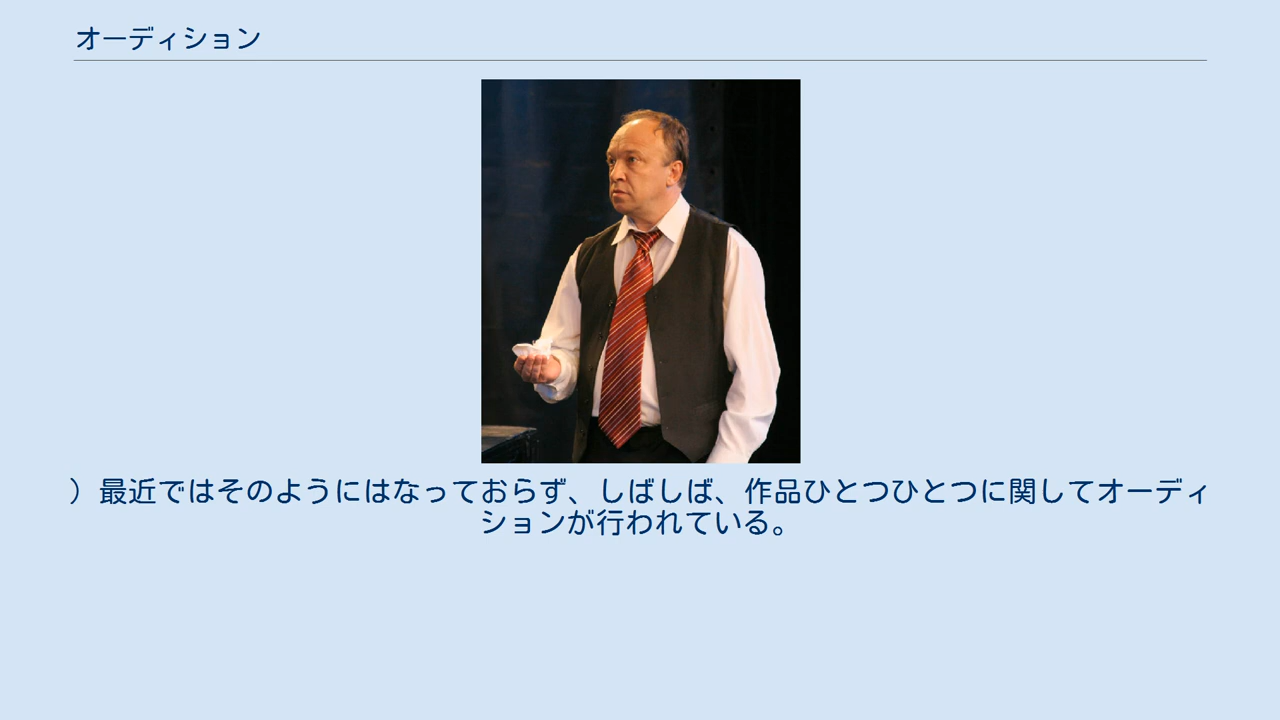 オーディション
）最近ではそのようにはなっておらず、しばしば、作品ひとつひとつに関してオーディ
ションが行われている。